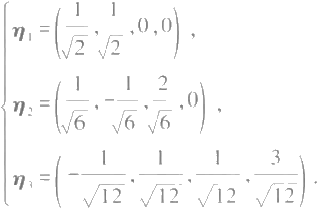 η₁ = (1/√2, 1/√2, 0, 0),
η₂ = (1/√6, -1/√6, 2/√6, 0),
η₃ = (-1/√12, 1/√12, 1/√12, 3/√12).